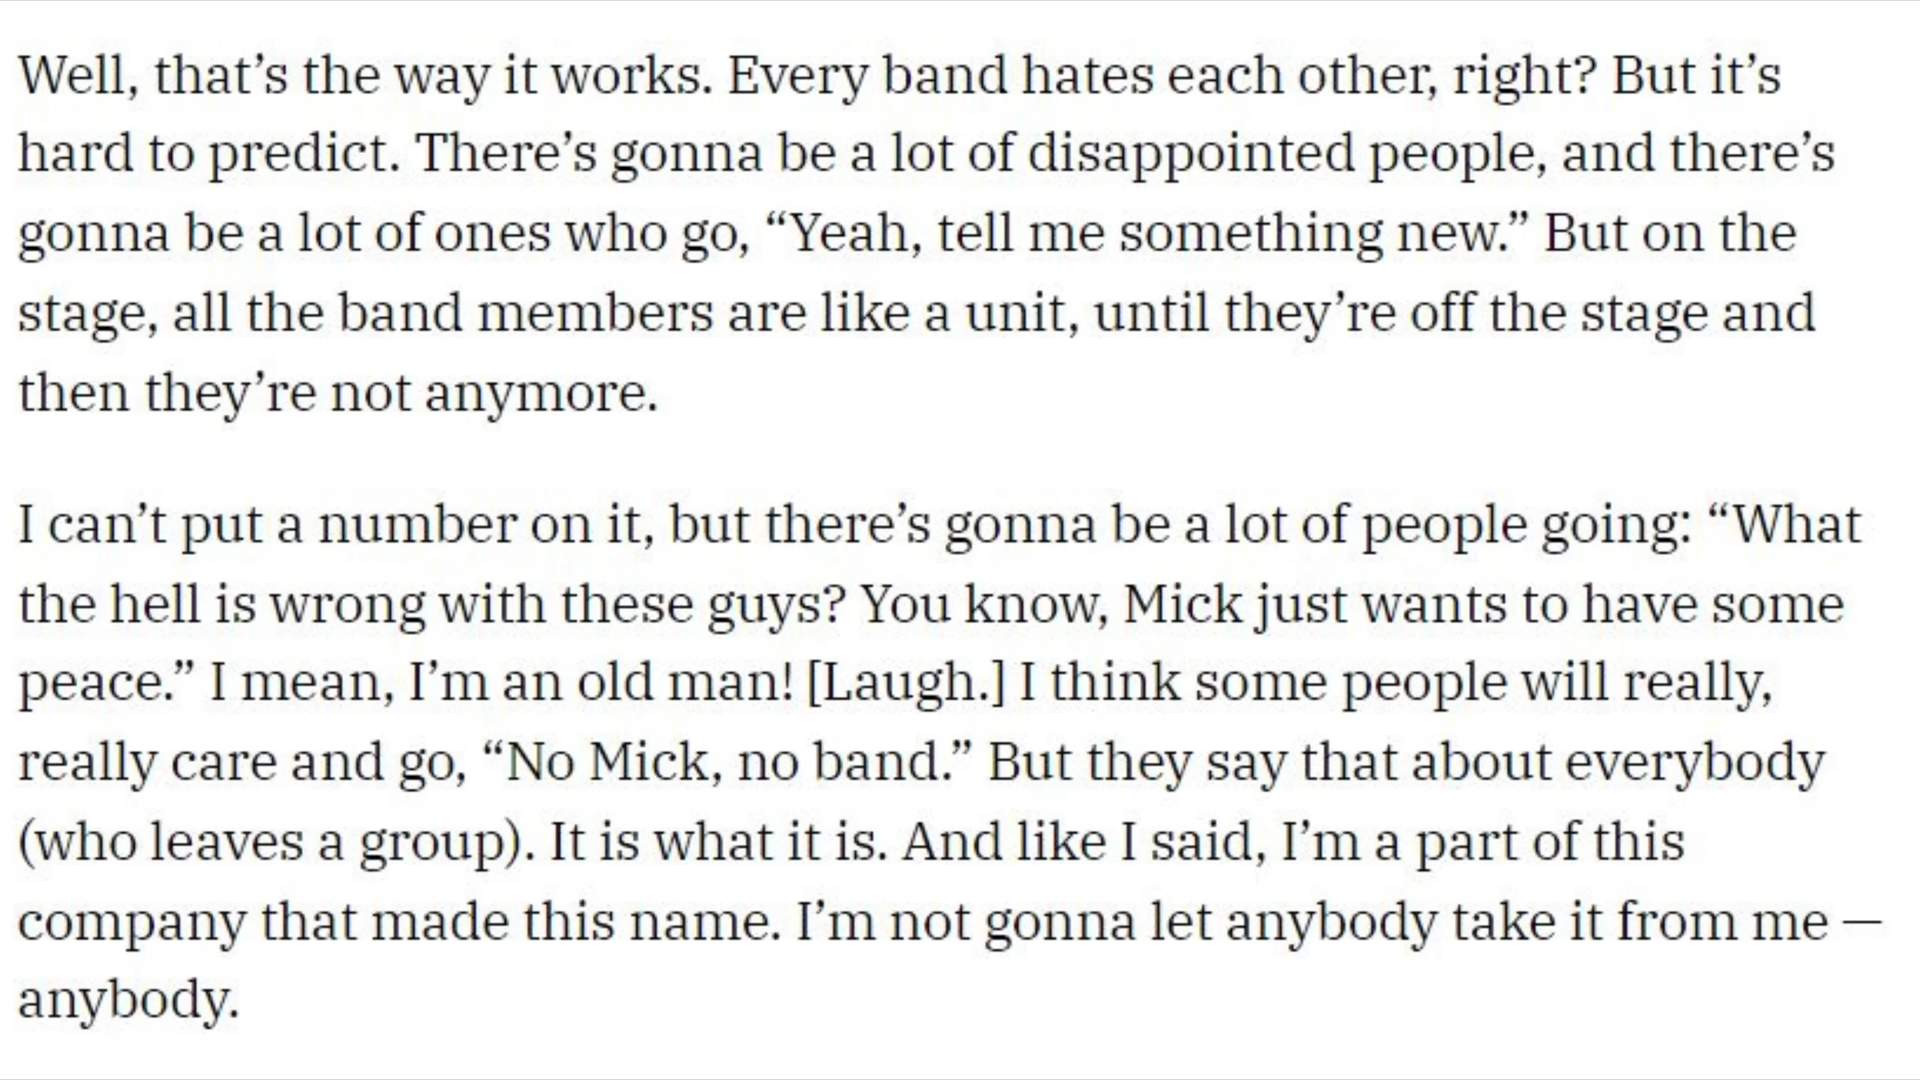 Well, that’s the way it works. Every band hates each other, right? But it’s
hard to predict. There’s gonna be a lot of disappointed people, and there’s
gonna be a lot of ones who go, “Yeah, tell me something new.” But on the
stage, all the band members are like a unit, until they’re off the stage and
then they’re not anymore.
I can’t put a number on it, but there’s gonna be a lot of people going: “What
the hell is wrong with these guys? You know, Mick just wants to have some
peace.” I mean, I’m an old man! [Laugh.] I think some people will really,
really care and go, “No Mick, no band.” But they say that about everybody
(who leaves a group). It is what it is. And like I said, I’m a part of this
company that made this name. I’m not gonna let anybody take it from me —
anybody.